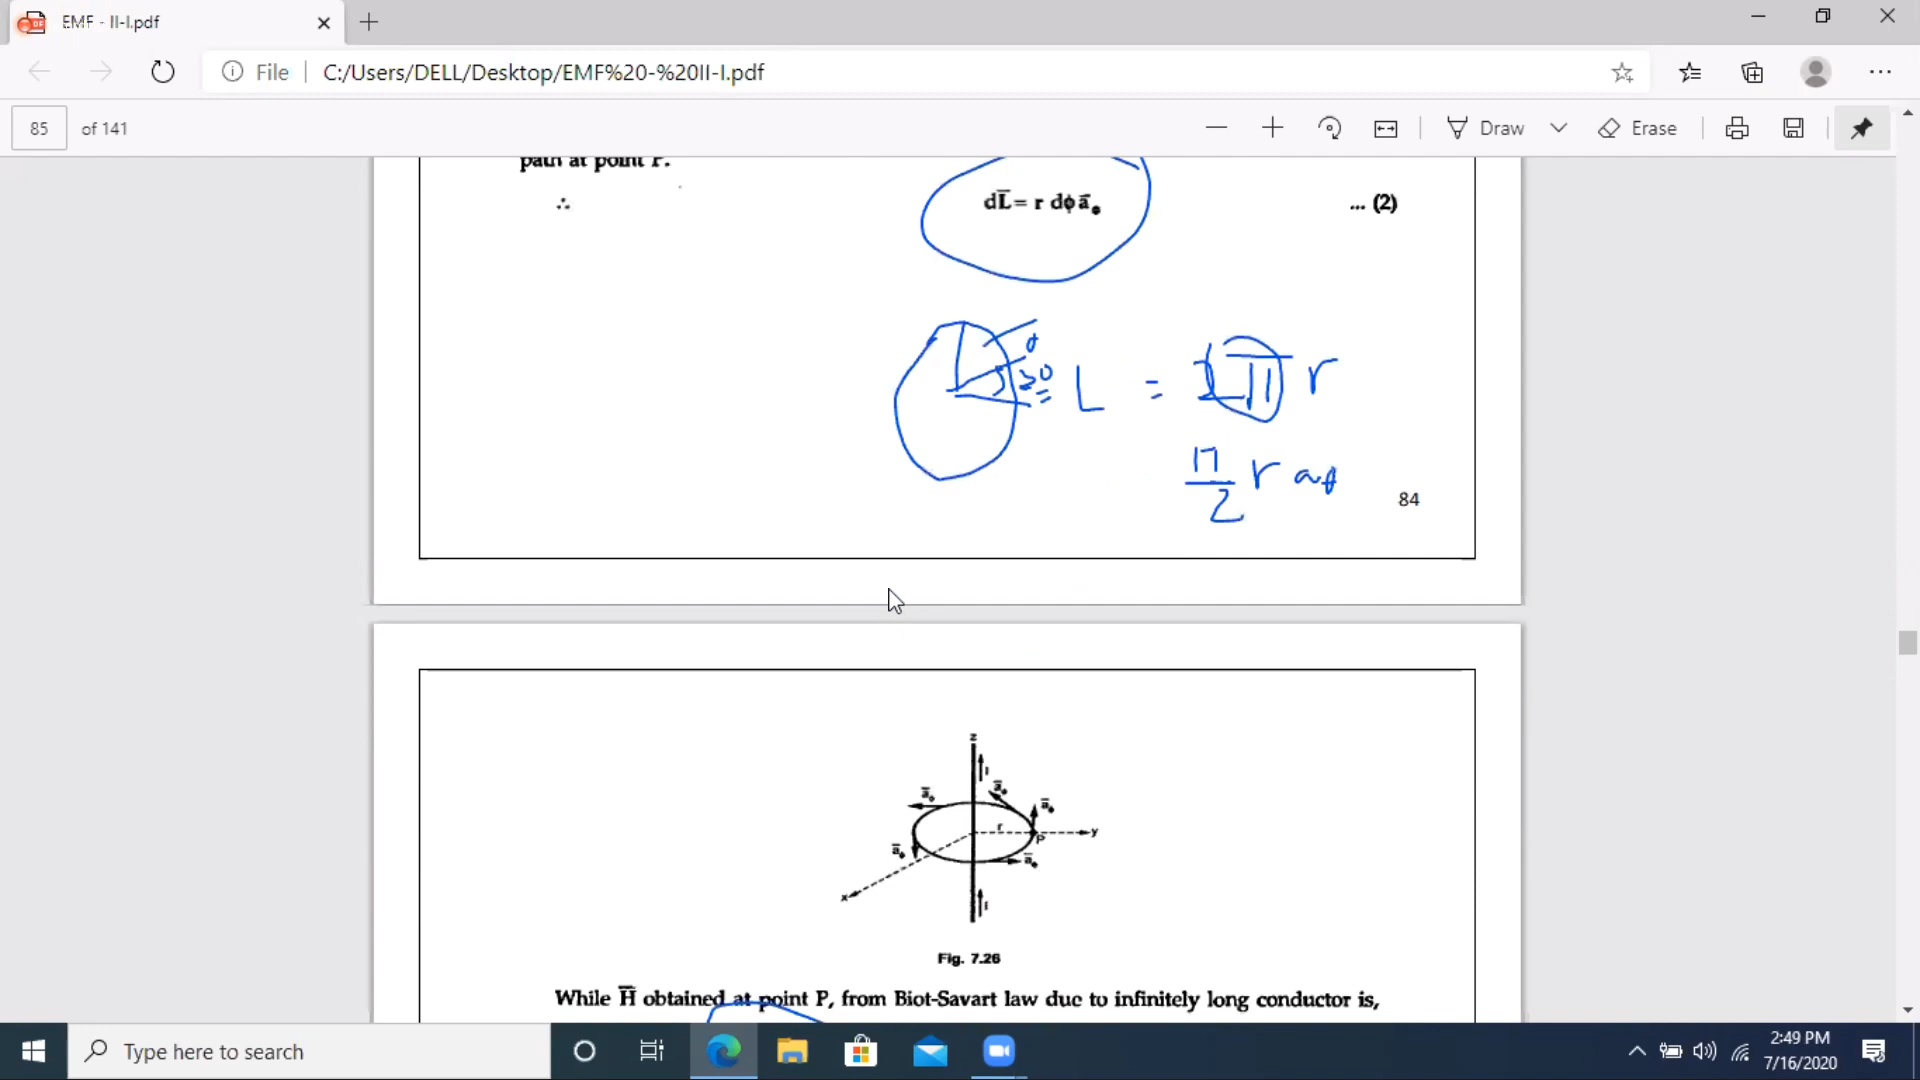 EMF - II-I.pdf
File C:/Users/DELL/Desktop/EMF%20-%20II-I.pdf
85 of 141 Draw Erase
path at point P.
∴ dL̅ = r dϕ a̅ϕ ... (2)
L = 2π r
π/2 r aϕ
84
z
I
a̅ϕ a̅ϕ a̅ϕ
r P y
a̅ϕ a̅ϕ
x I
Fig. 7.26
While H̅ obtained at point P, from Biot-Savart law due to infinitely long conductor is,
Type here to search
2:49 PM
7/16/2020